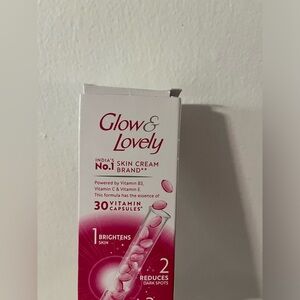 Glow &
Lovely
INDIA'S
No.1 SKIN CREAM
BRAND**
Powered by Vitamin B3,
Vitamin C & Vitamin E.
This formula has the essence of
30 VITAMIN
CAPSULES*
1 BRIGHTENS
SKIN
2
REDUCES
DARK SPOTS